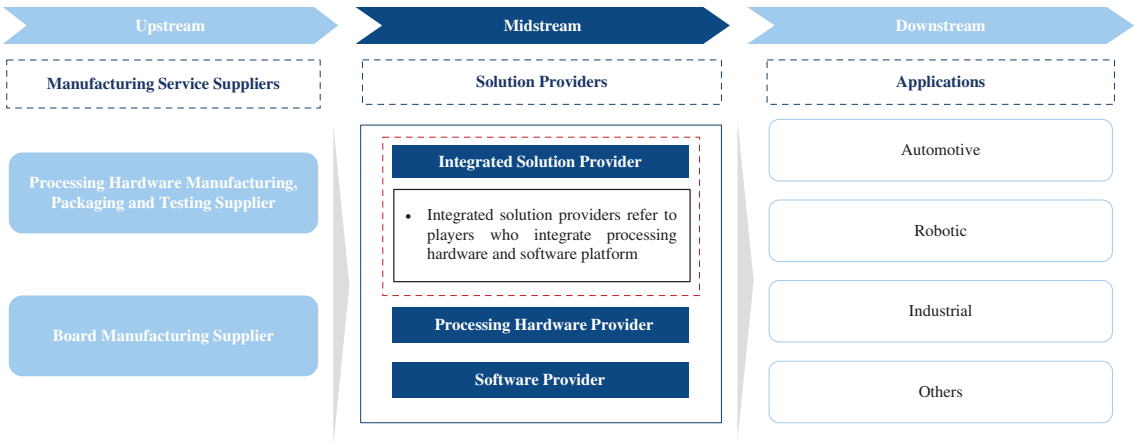 Upstream
Midstream
Downstream
Manufacturing Service Suppliers
Solution Providers
Applications
Processing Hardware Manufacturing,
Packaging and Testing Supplier
Board Manufacturing Supplier
Integrated Solution Provider
• Integrated solution providers refer to
players who integrate processing
hardware and software platform
Processing Hardware Provider
Software Provider
Automotive
Robotic
Industrial
Others